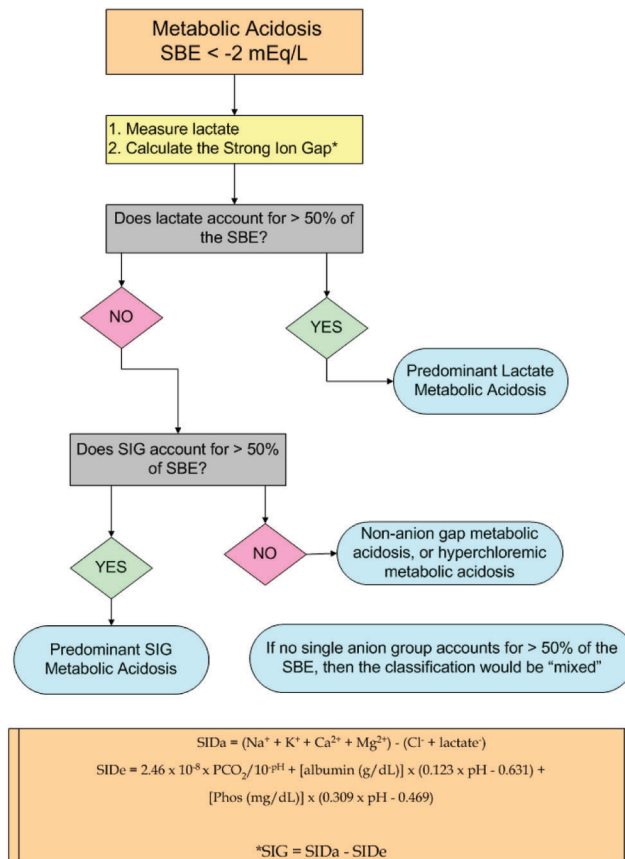 Metabolic Acidosis
SBE < -2 mEq/L
1. Measure lactate
2. Calculate the Strong Ion Gap*
Does lactate account for > 50% of
the SBE?
NO
YES
Predominant Lactate
Metabolic Acidosis
Does SIG account for > 50%
of SBE?
YES
NO
Non-anion gap metabolic
acidosis, or hyperchloremic
metabolic acidosis
Predominant SIG
Metabolic Acidosis
If no single anion group accounts for > 50% of the
SBE, then the classification would be “mixed”
SIDa = (Na⁺ + K⁺ + Ca²⁺ + Mg²⁺) - (Cl⁻ + lactate⁻)
SIDe = 2.46 x 10⁻⁸ x PCO₂/10⁻ᵖᴴ + [albumin (g/dL)] x (0.123 x pH - 0.631) +
[Phos (mg/dL)] x (0.309 x pH - 0.469)
*SIG = SIDa - SIDe